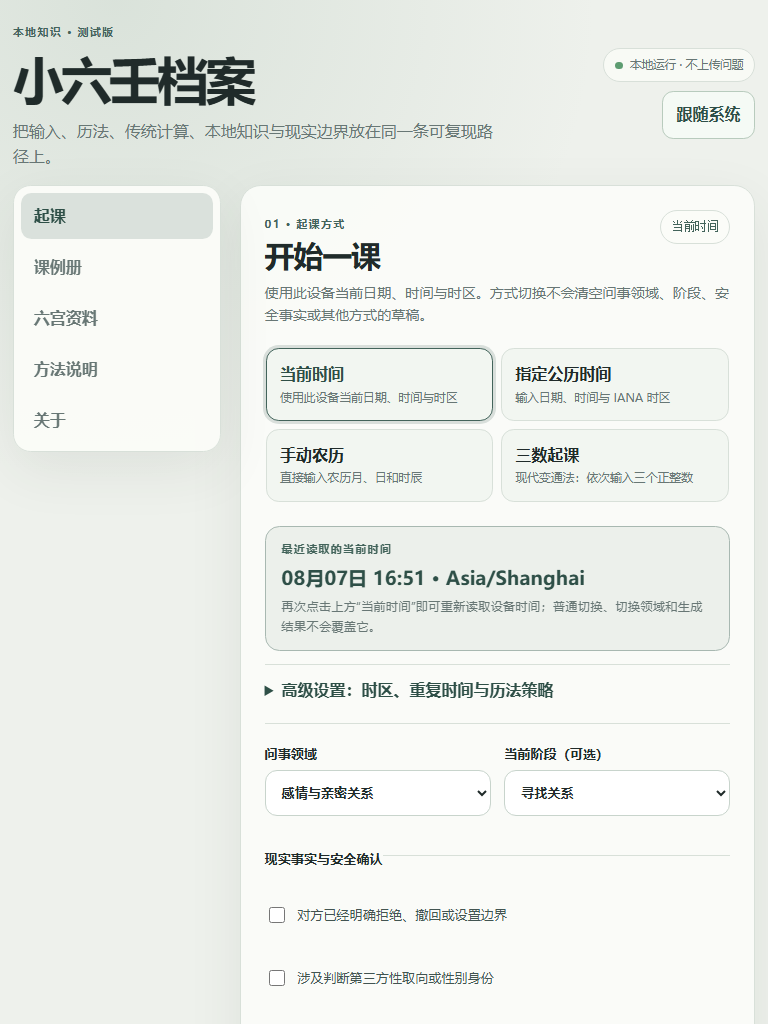 本地知识 • 测试版
小六壬档案
把输入、历法、传统计算、本地知识与现实边界放在同一条可复现路
径上。
本地运行 · 不上传问题
跟随系统
起课
课例册
六宫资料
方法说明
关于
01 • 起课方式
当前时间
开始一课
使用此设备当前日期、时间与时区。方式切换不会清空问事领域、阶段、安
全事实或其他方式的草稿。
当前时间
使用此设备当前日期、时间与时区
指定公历时间
输入日期、时间与 IANA 时区
手动农历
直接输入农历月、日和时辰
三数起课
现代变通法：依次输入三个正整数
最近读取的当前时间
08月07日 16:51 • Asia/Shanghai
再次点击上方“当前时间”即可重新读取设备时间；普通切换、切换领域和生成
结果不会覆盖它。
高级设置：时区、重复时间与历法策略
问事领域
当前阶段（可选）
感情与亲密关系
寻找关系
现实事实与安全确认
对方已经明确拒绝、撤回或设置边界
涉及判断第三方性取向或性别身份